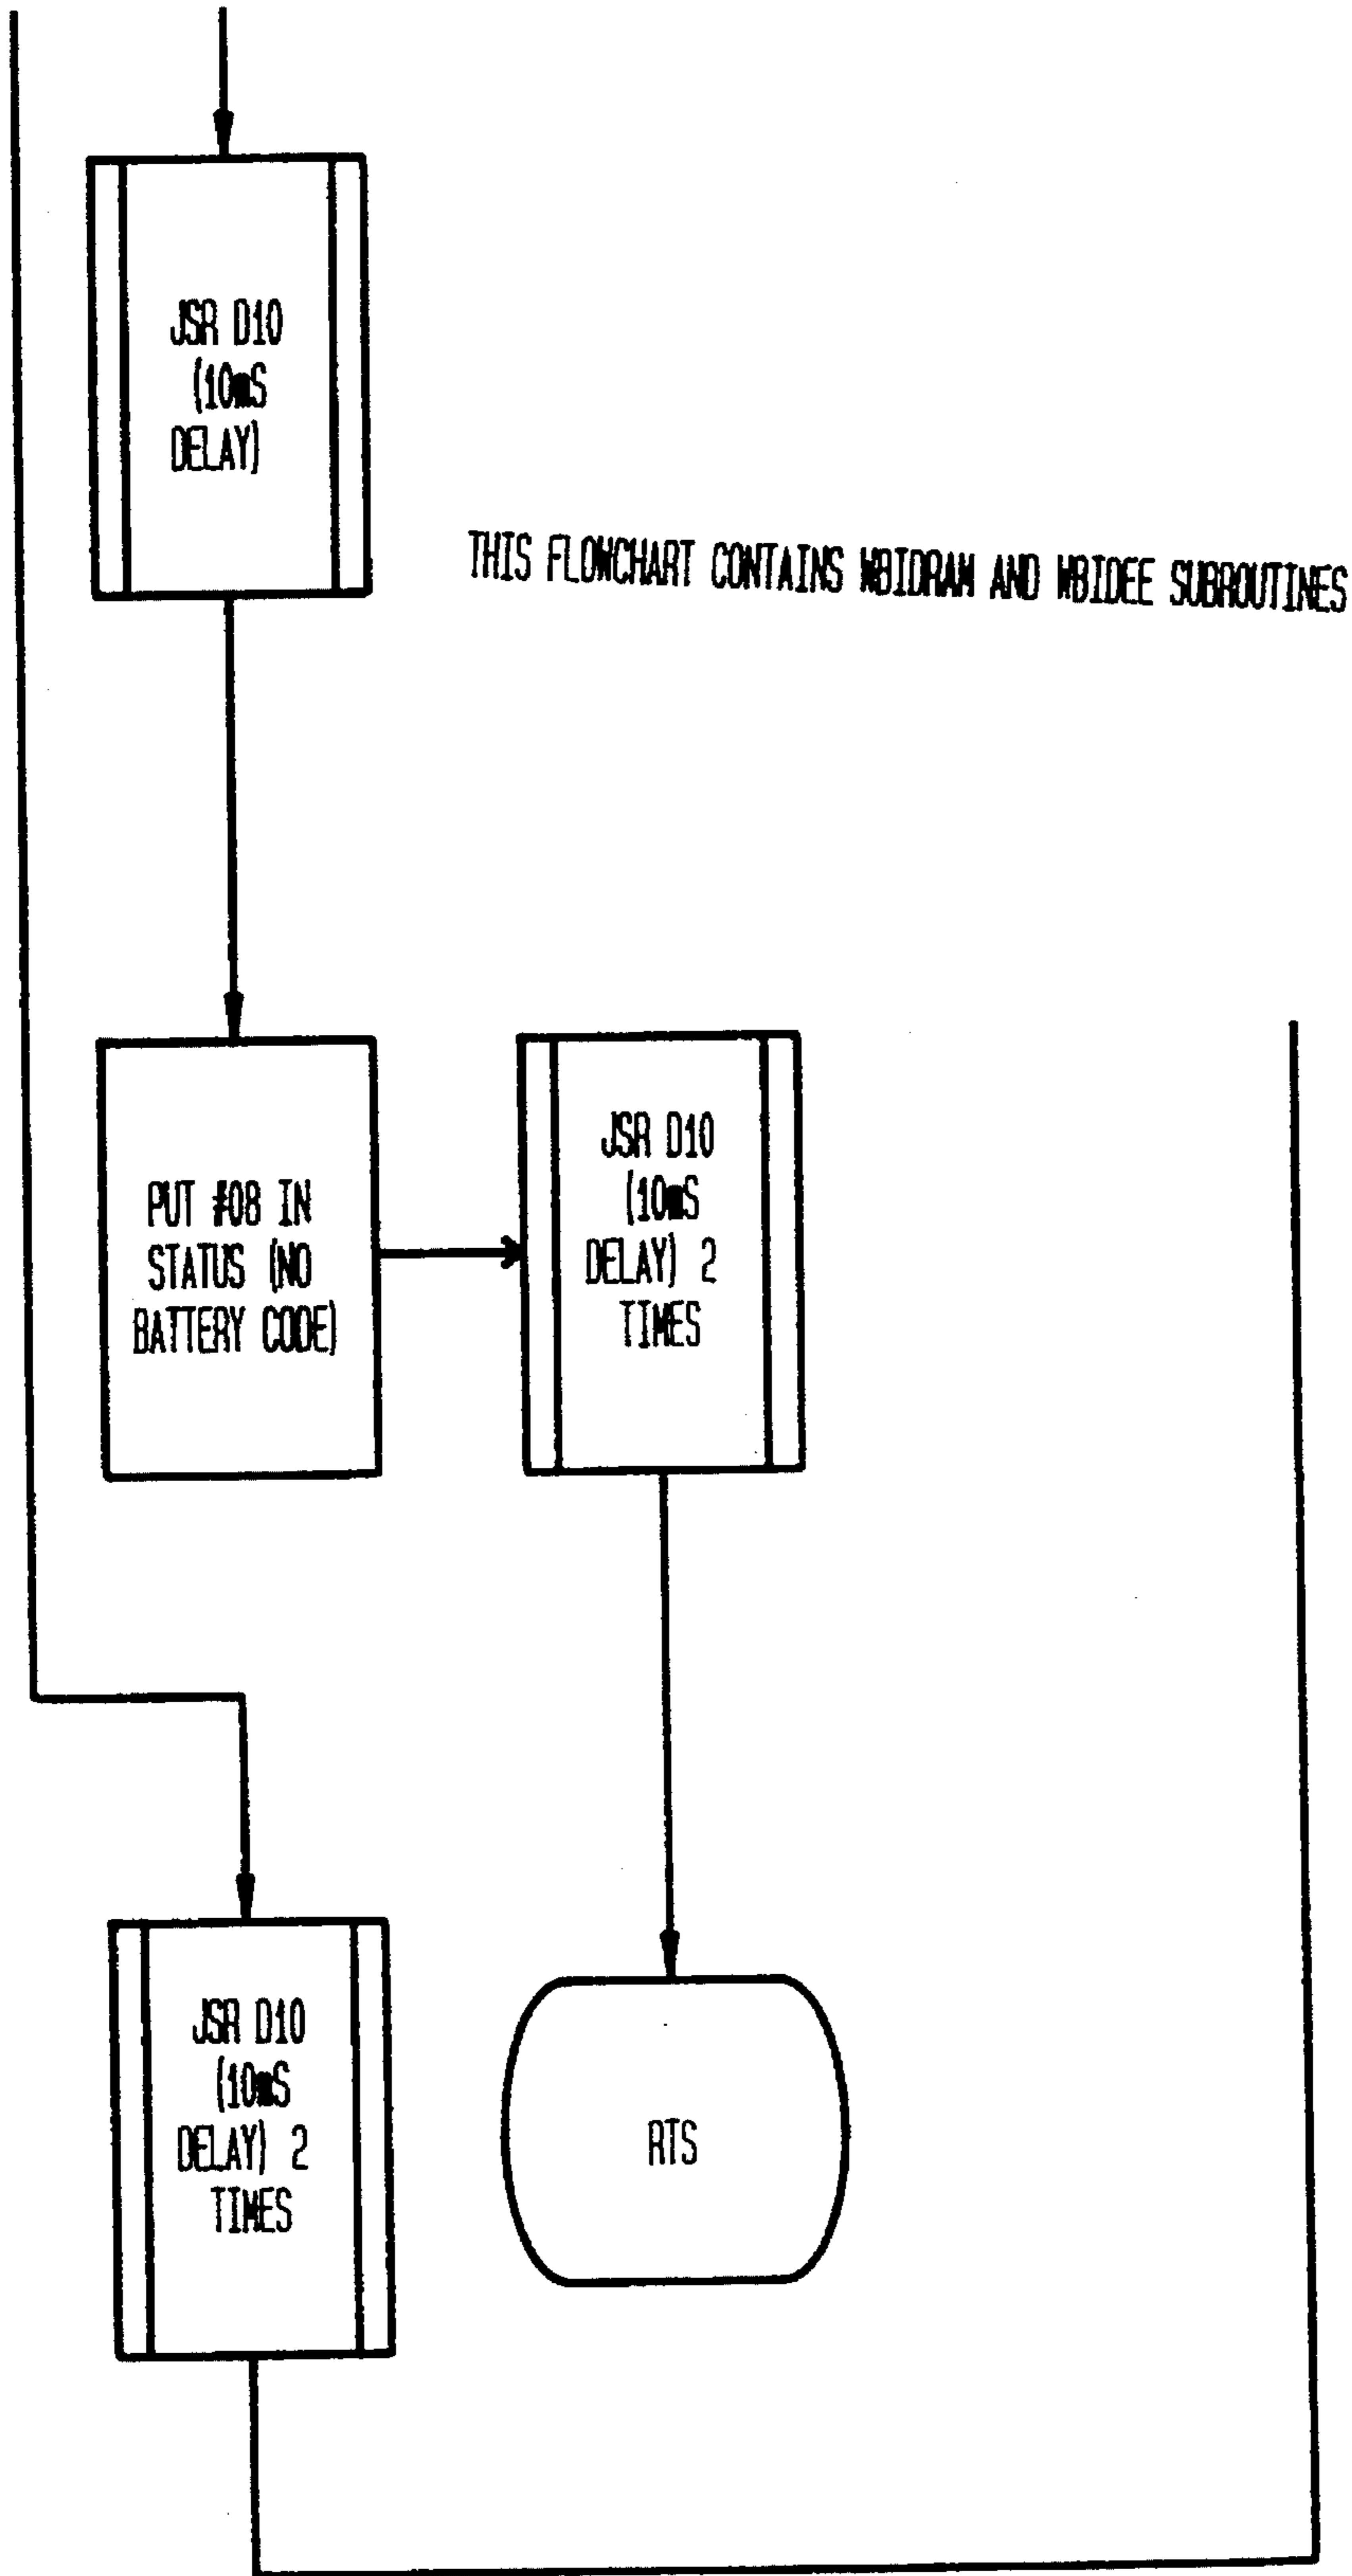 JSR D10
(10mS
DELAY)
THIS FLOWCHART CONTAINS WBIDRAM AND WBIDEE SUBROUTINES
PUT #08 IN
STATUS (NO
BATTERY CODE)
JSR D10
(10mS
DELAY) 2
TIMES
JSR D10
(10mS
DELAY) 2
TIMES
RTS